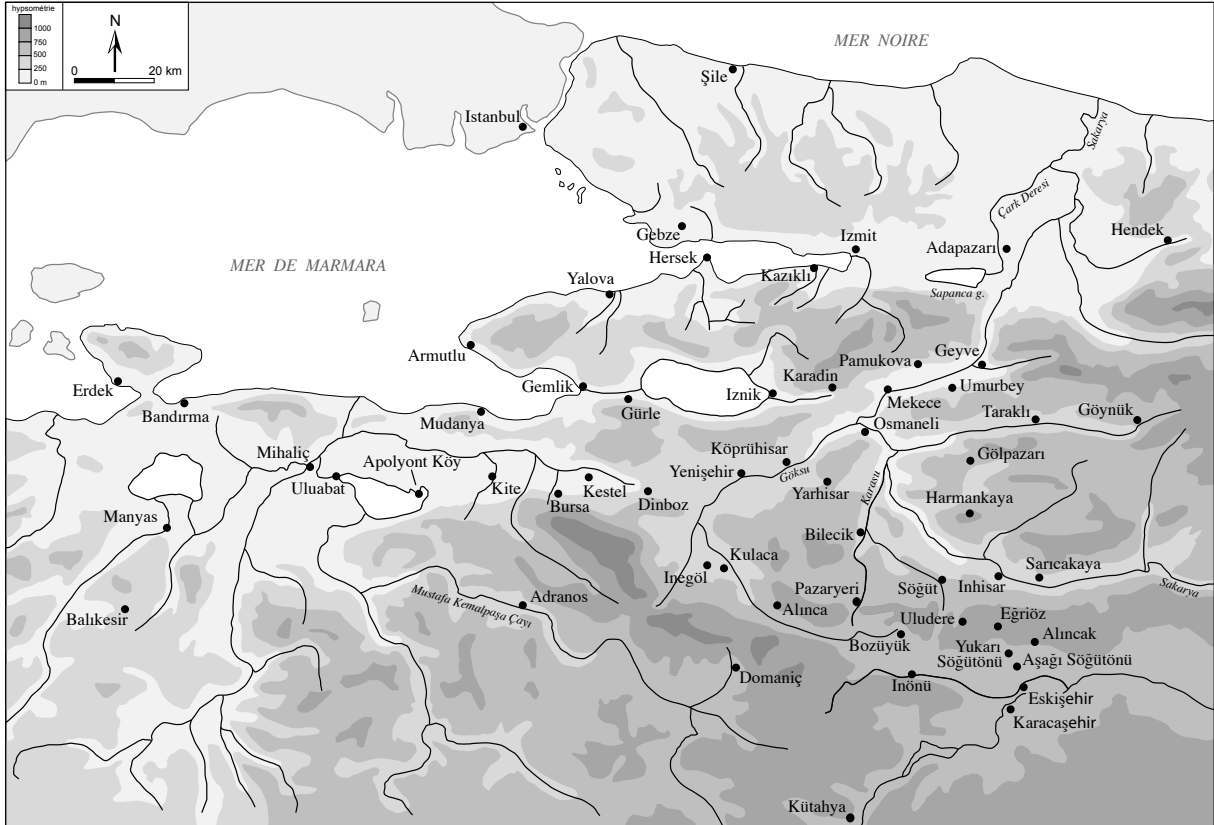 hypsométrie
1000
750
500
250
0 m
N
0 20 km
MER NOIRE
Şile
Istanbul
Sakarya
Çark Deresi
Hendek
Gebze
Izmit
Adapazarı
Hersek
MER DE MARMARA
Kazıklı
Yalova
Sapanca g.
Armutlu
Pamukova
Geyve
Erdek
Gemlik
Karadin
Iznik
Umurbey
Bandırma
Gürle
Mekece
Mudanya
Taraklı
Göynük
Osmaneli
Köprühisar
Mihaliç
Apolyont Köy
Gölpazarı
Yenişehir
Göksu
Uluabat
Kite
Kestel
Yarhisar
Karasu
Bursa
Dinboz
Harmankaya
Manyas
Bilecik
Kulaca
Inegöl
Sarıcakaya
Pazaryeri
Söğüt
Inhisar
Sakarya
Mustafa Kemalpaşa Çayı
Adranos
Alınca
Balıkesir
Uludere
Eğriöz
Bozüyük
Alıncak
Yukarı
Söğütönü
Aşağı Söğütönü
Domaniç
Inönü
Eskişehir
Karacaşehir
Kütahya